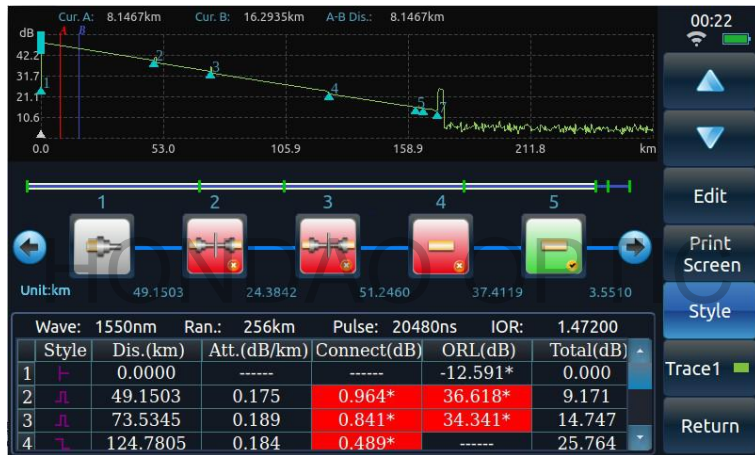 Cur. A: 8.1467km Cur. B: 16.2935km A-B Dis.: 8.1467km
00:22
dB A B
42.2
31.7
21.1
10.6
1 2 3 4 5 7
0.0 53.0 105.9 158.9 211.8 km
1 2 3 4 5
Edit
Print
Screen
HONDAO OPTIC
Unit:km 49.1503 24.3842 51.2460 37.4119 3.5510
Style
Wave: 1550nm Ran.: 256km Pulse: 20480ns IOR: 1.47200
Style Dis.(km) Att.(dB/km) Connect(dB) ORL(dB) Total(dB)
1 0.0000 ------ ------ -12.591* 0.000
2 49.1503 0.175 0.964* 36.618* 9.171
3 73.5345 0.189 0.841* 34.341* 14.747
4 124.7805 0.184 0.489* ------ 25.764
Trace1
Return